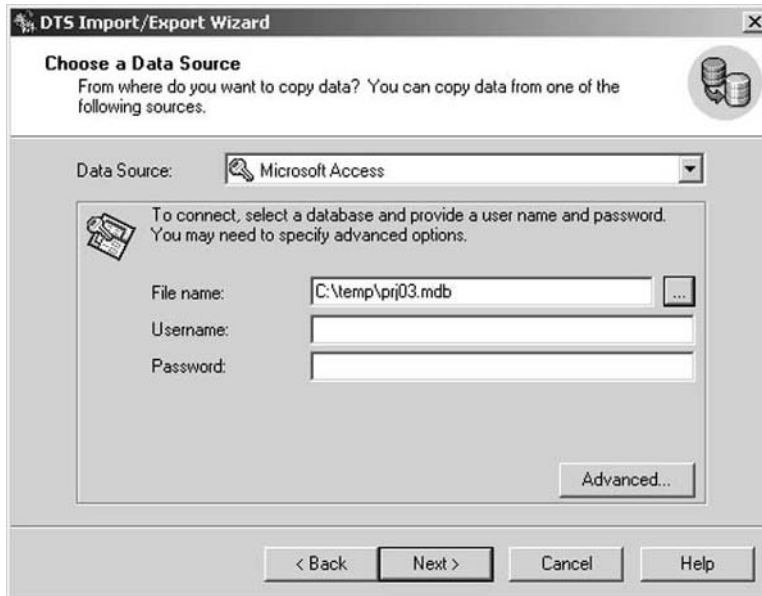 DTS Import/Export Wizard
Choose a Data Source
From where do you want to copy data? You can copy data from one of the
following sources.
Data Source: Microsoft Access
To connect, select a database and provide a user name and password.
You may need to specify advanced options.
File name: C:\temp\prj03.mdb ...
Username:
Password:
Advanced...
< Back Next > Cancel Help